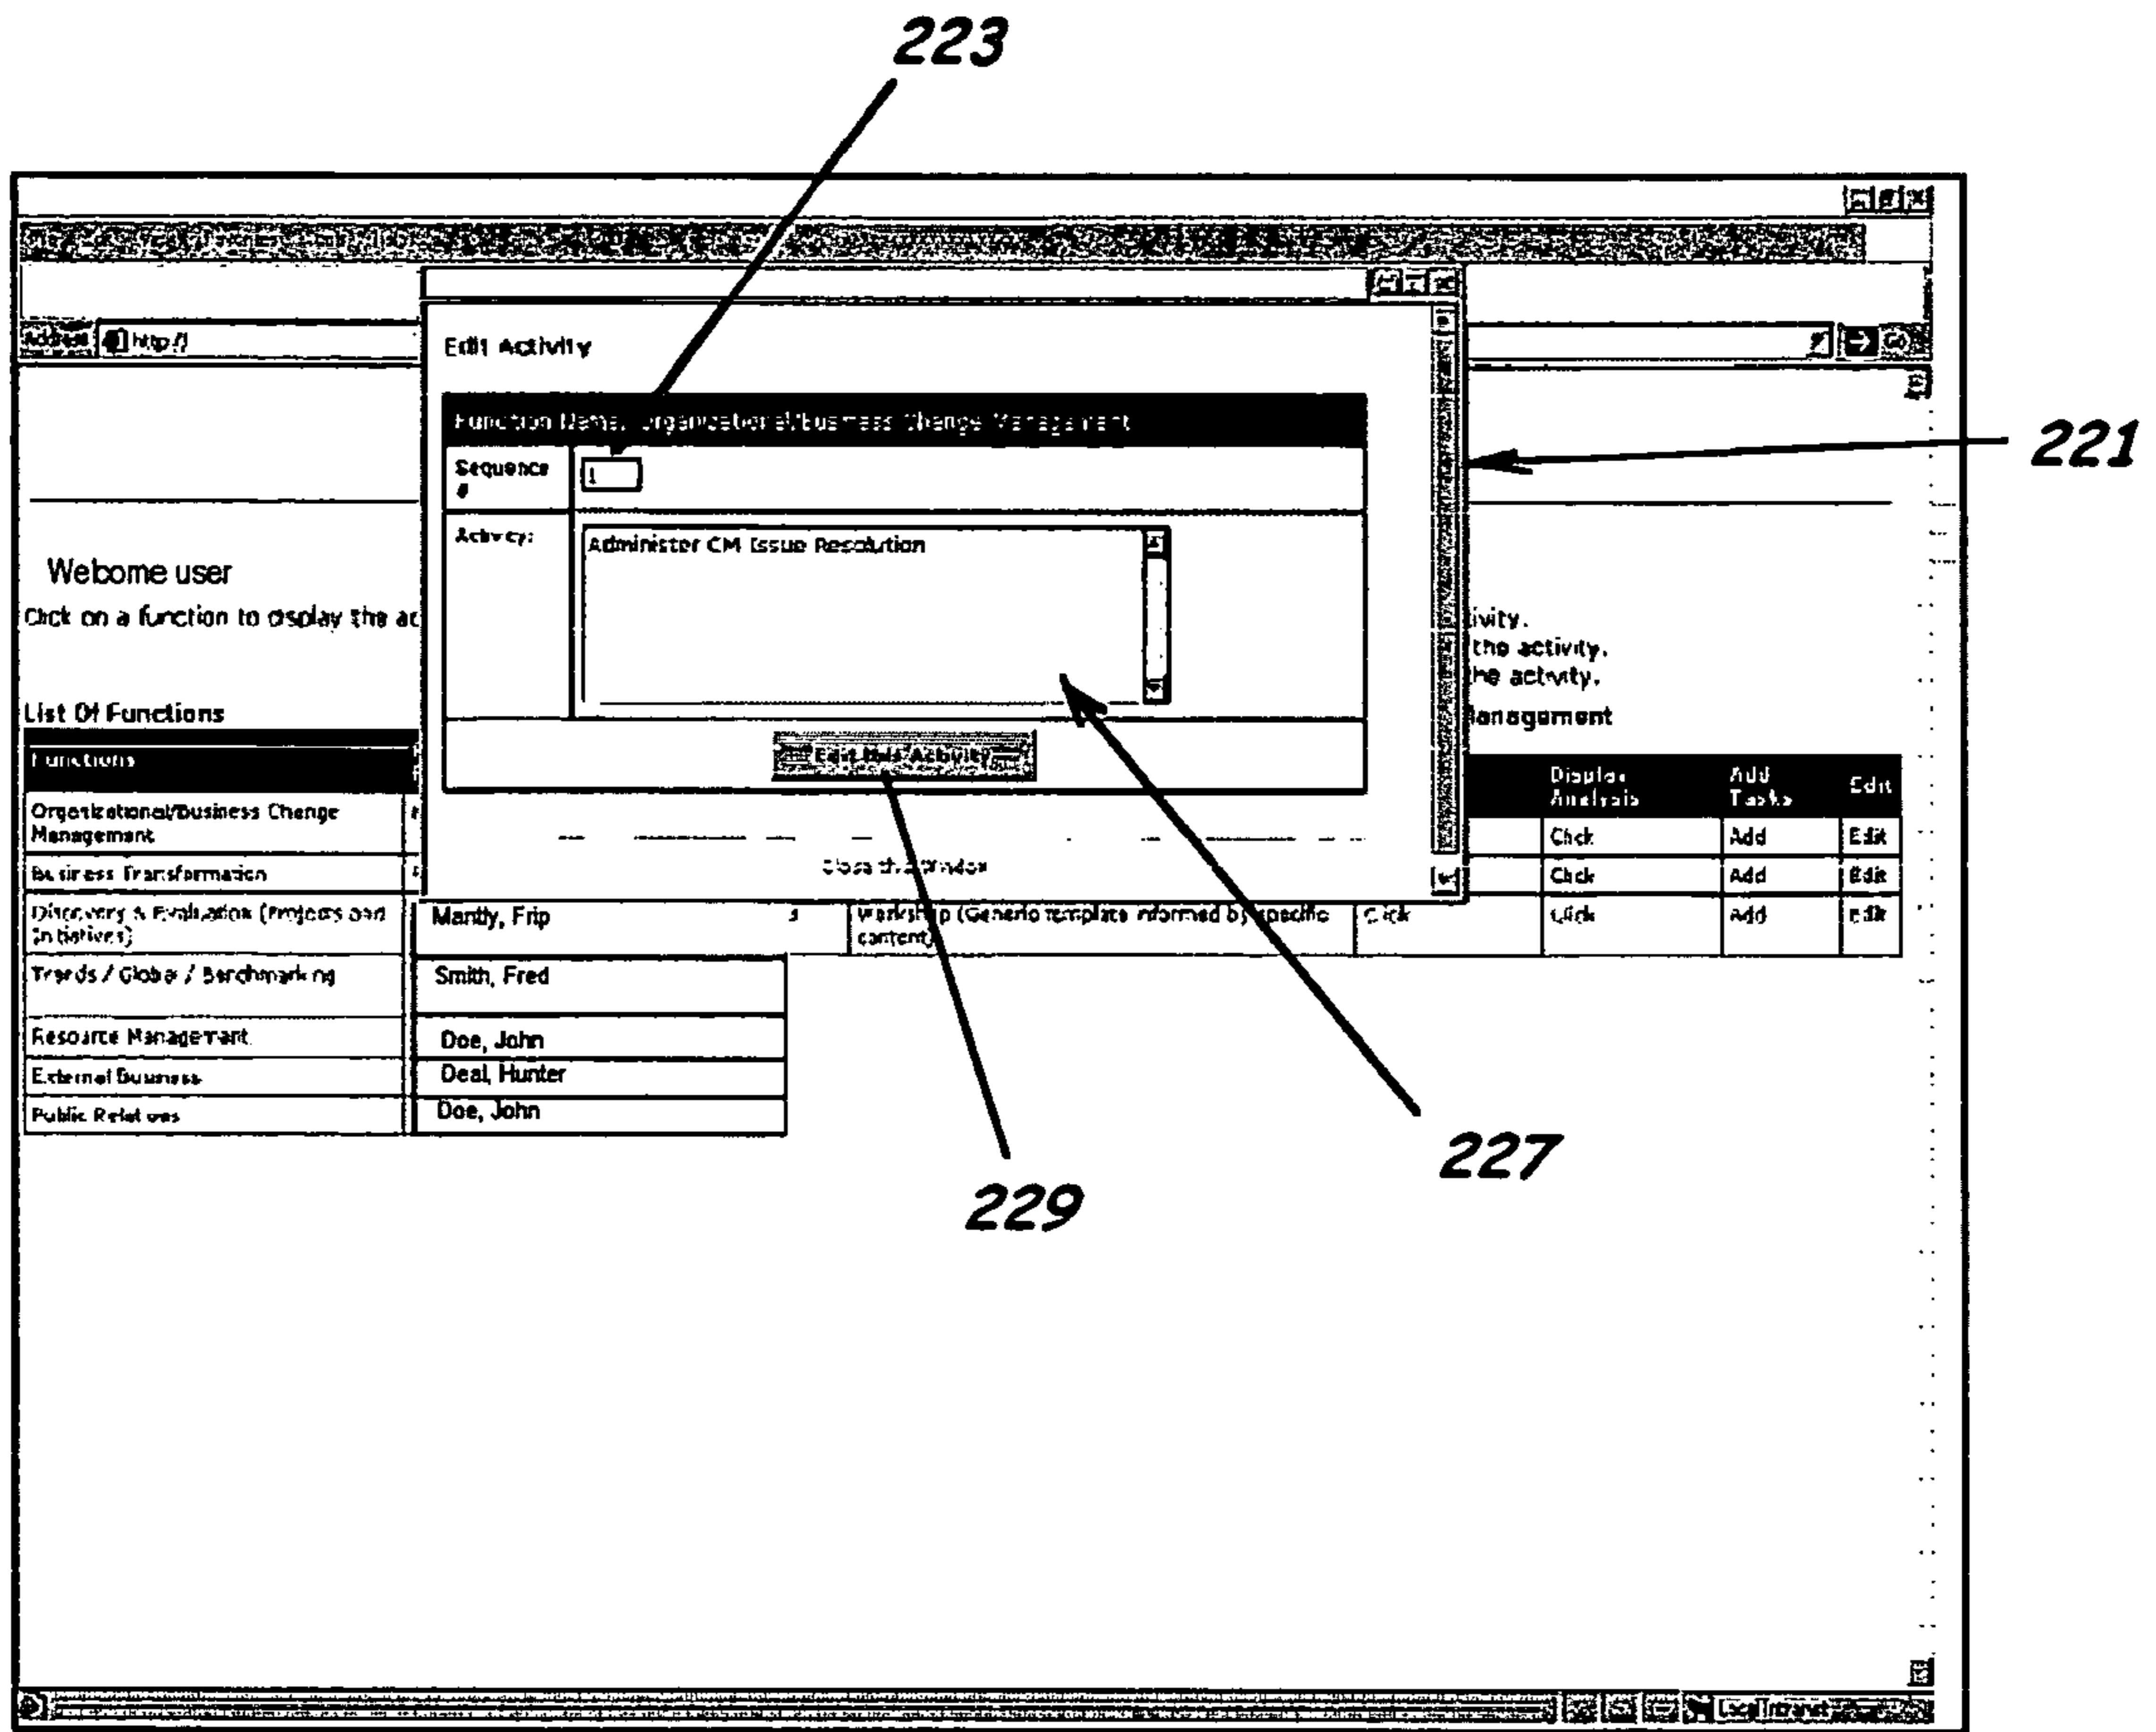 223
Address http://
Edit Activity
Function Name: Organizational/Business Change Management
221
Sequence #
1
Activity:
Administer CM Issue Resolution
Welcome user
Click on a function to display the ac
ivity.
the activity.
he activity.
List Of Functions
Management
Edit this Activity
Functions
Display Analysis
Add Tasks
Edit
Organizational/Business Change Management
Click Add Edit
Close this Window
Business Transformation
Click Add Edit
Discovery & Evaluation (Projects and Initiatives)
Mantly, Frip
3
Workshop (Generic template informed by specific content)
Click Click Add Edit
Trends / Global / Benchmarking
Smith, Fred
Resource Management
Doe, John
External Business
Deal, Hunter
Public Relations
Doe, John
227
229
Local intranet